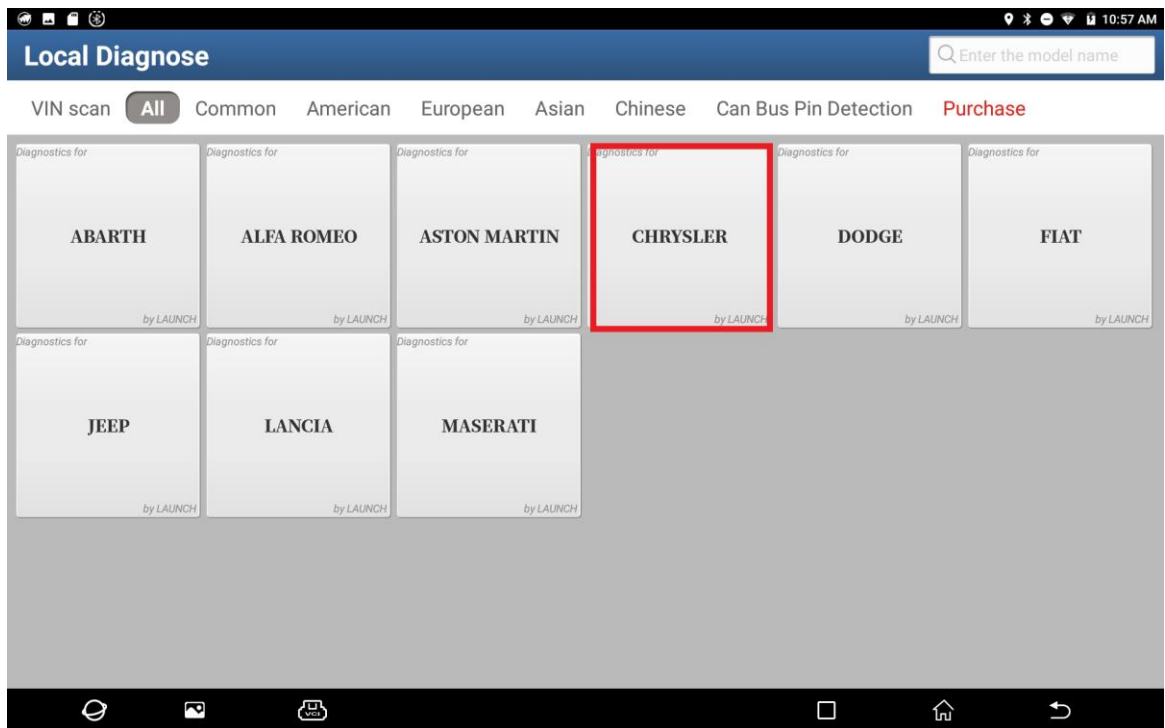 10:57 AM
Local Diagnose
Enter the model name
VIN scan All Common American European Asian Chinese Can Bus Pin Detection Purchase
Diagnostics for
ABARTH
by LAUNCH
Diagnostics for
ALFA ROMEO
by LAUNCH
Diagnostics for
ASTON MARTIN
by LAUNCH
Diagnostics for
CHRYSLER
by LAUNCH
Diagnostics for
DODGE
by LAUNCH
Diagnostics for
FIAT
by LAUNCH
Diagnostics for
JEEP
by LAUNCH
Diagnostics for
LANCIA
by LAUNCH
Diagnostics for
MASERATI
by LAUNCH
VCI